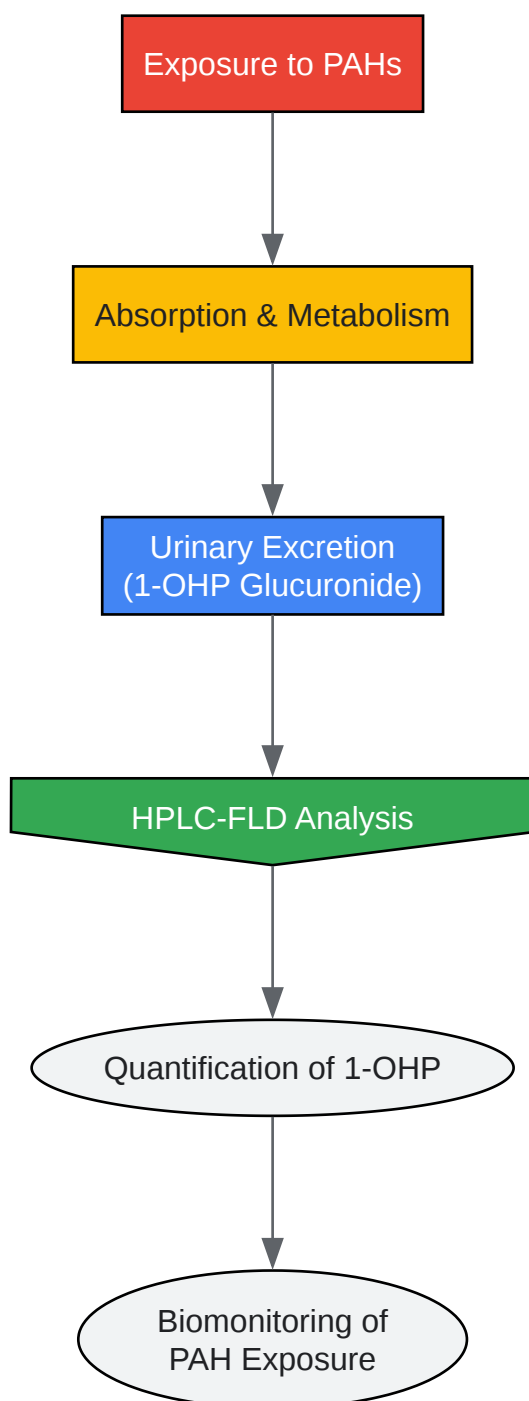 Exposure to PAHs
Absorption & Metabolism
Urinary Excretion
(1-OHP Glucuronide)
HPLC-FLD Analysis
Quantification of 1-OHP
Biomonitoring of
PAH Exposure